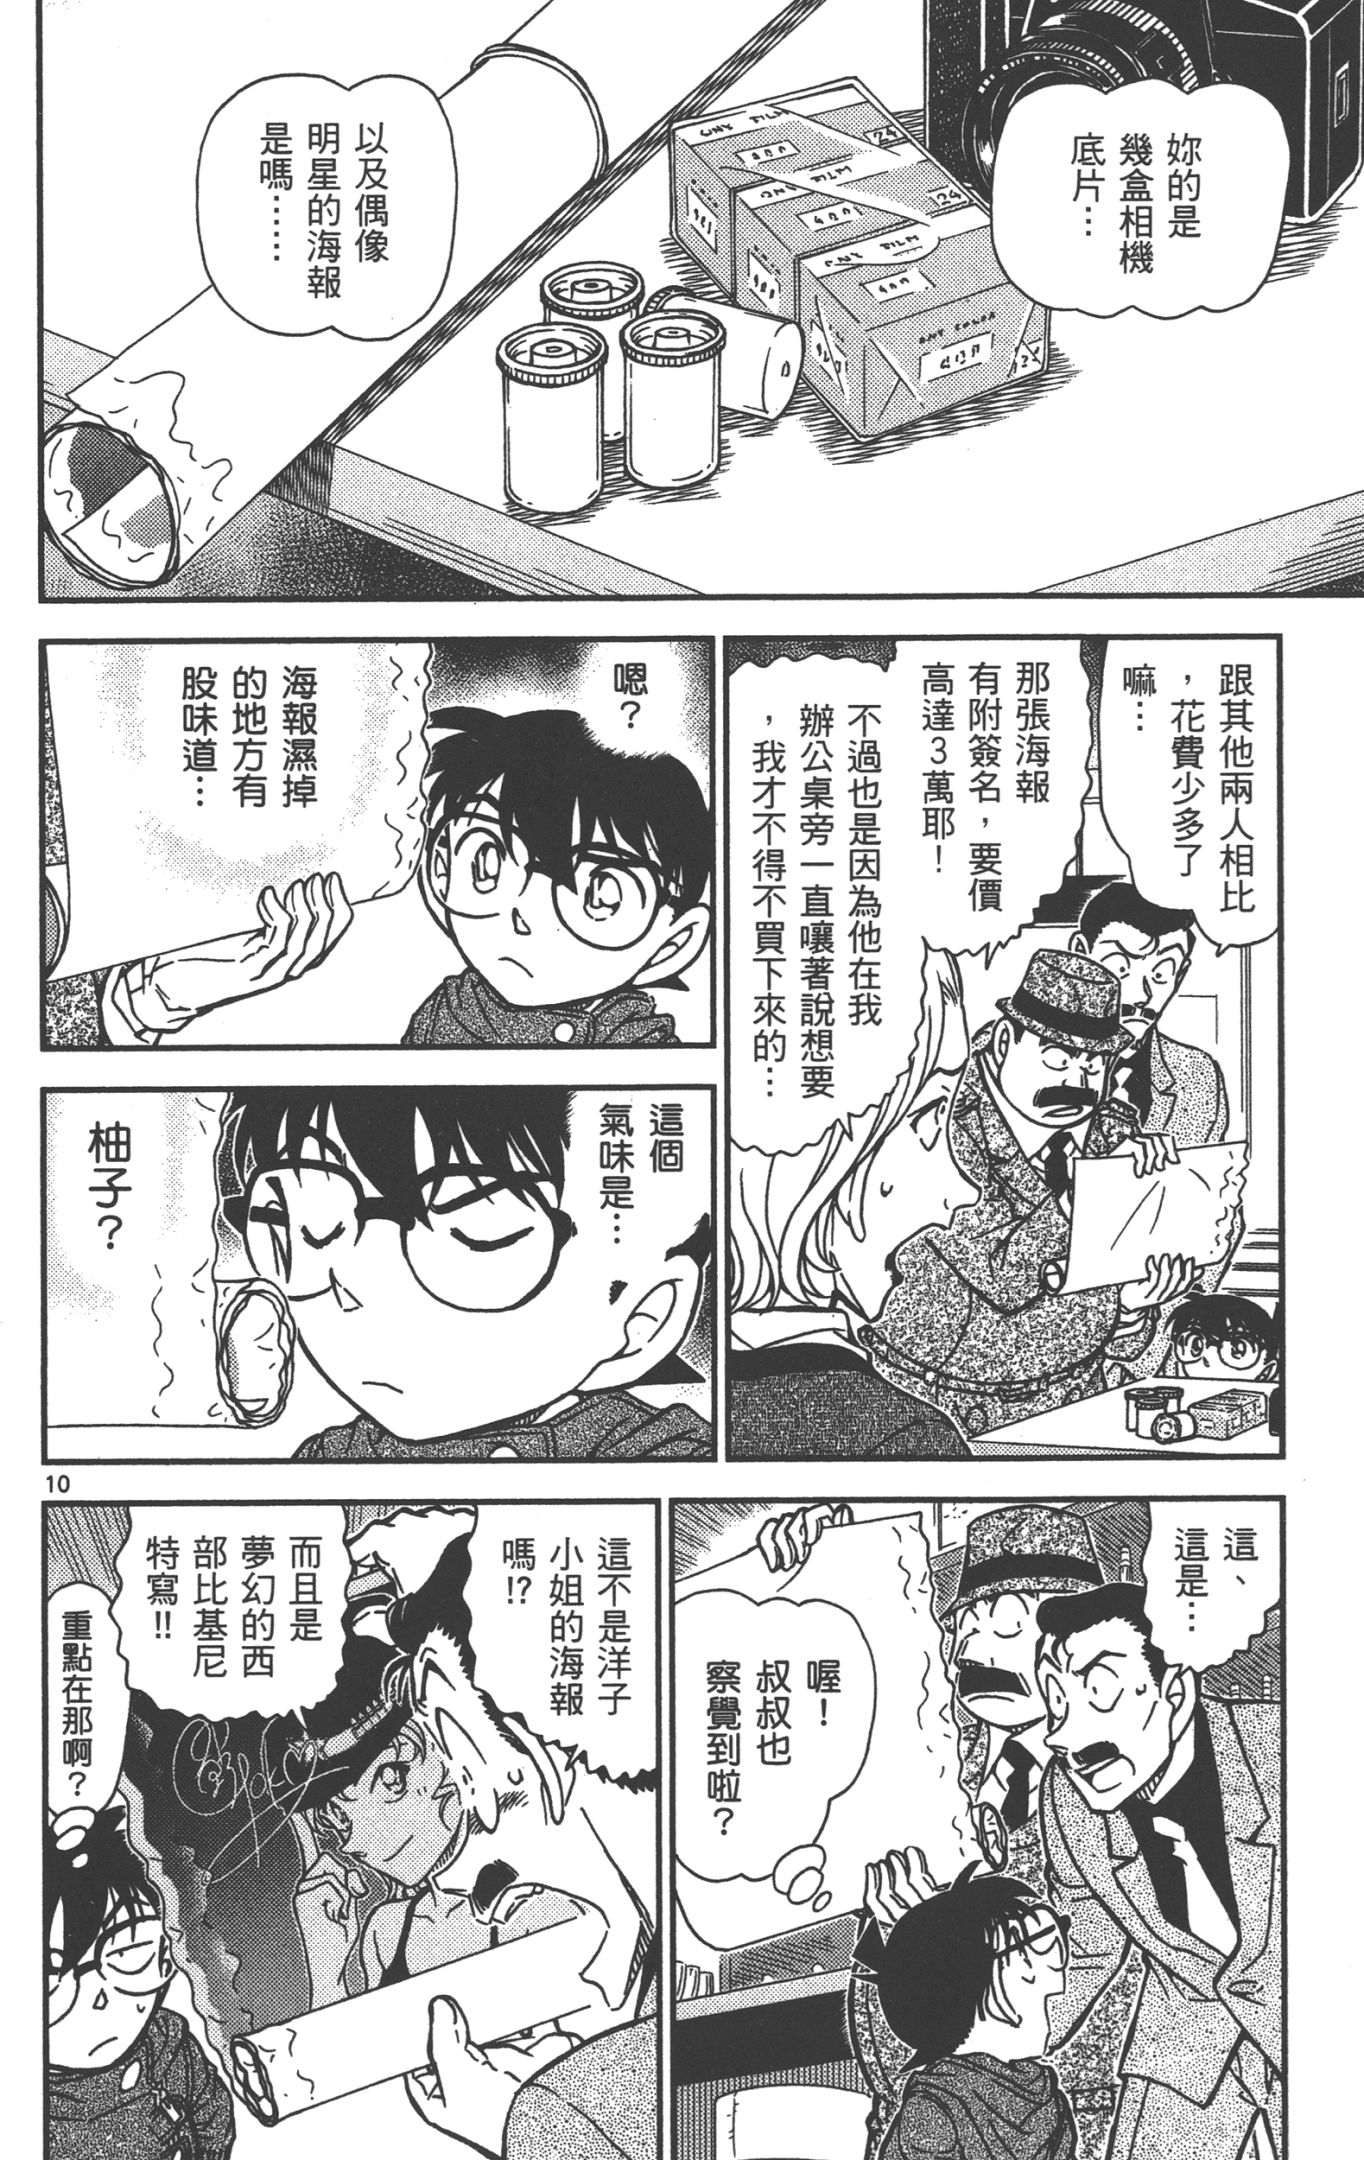 妳的是
幾盒相機
底片…
以及偶像
明星的海報
是嗎……
跟其他兩人相比
，花費少多了
嘛…
那張海報
有附簽名，要價
高達3萬耶！
不過也是因為他在我
辦公桌旁一直嚷著說想要
，我才不得不買下來的…
嗯？
海報濕掉
的地方有
股味道…
這個
氣味是…
柚子？
10
這、
這是…
喔！
叔叔也
察覺到啦？
這不是洋子
小姐的海報
嗎!?
而且是
夢幻的西
部比基尼
特寫!!
重點在那啊？